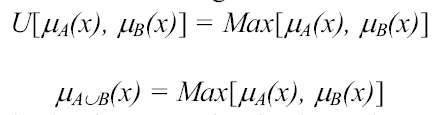 U[μA(x), μB(x)] = Max[μA(x), μB(x)]
μA∪B(x) = Max[μA(x), μB(x)]